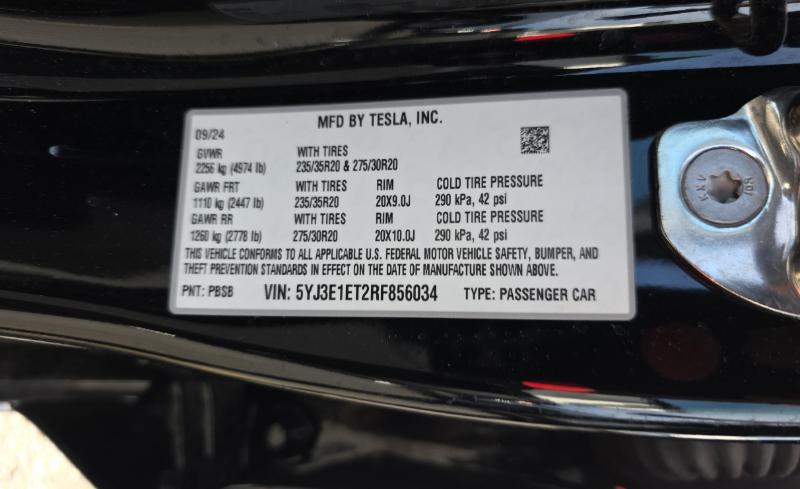 MFD BY TESLA, INC.
09/24
GVWR WITH TIRES
2256 kg (4974 lb) 235/35R20 & 275/30R20
GAWR FRT WITH TIRES RIM COLD TIRE PRESSURE
1110 kg (2447 lb) 235/35R20 20X9.0J 290 kPa, 42 psi
GAWR RR WITH TIRES RIM COLD TIRE PRESSURE
1260 kg (2778 lb) 275/30R20 20X10.0J 290 kPa, 42 psi
THIS VEHICLE CONFORMS TO ALL APPLICABLE U.S. FEDERAL MOTOR VEHICLE SAFETY, BUMPER, AND
THEFT PREVENTION STANDARDS IN EFFECT ON THE DATE OF MANUFACTURE SHOWN ABOVE.
PNT: PBSB VIN: 5YJ3E1ET2RF856034 TYPE: PASSENGER CAR
KXV